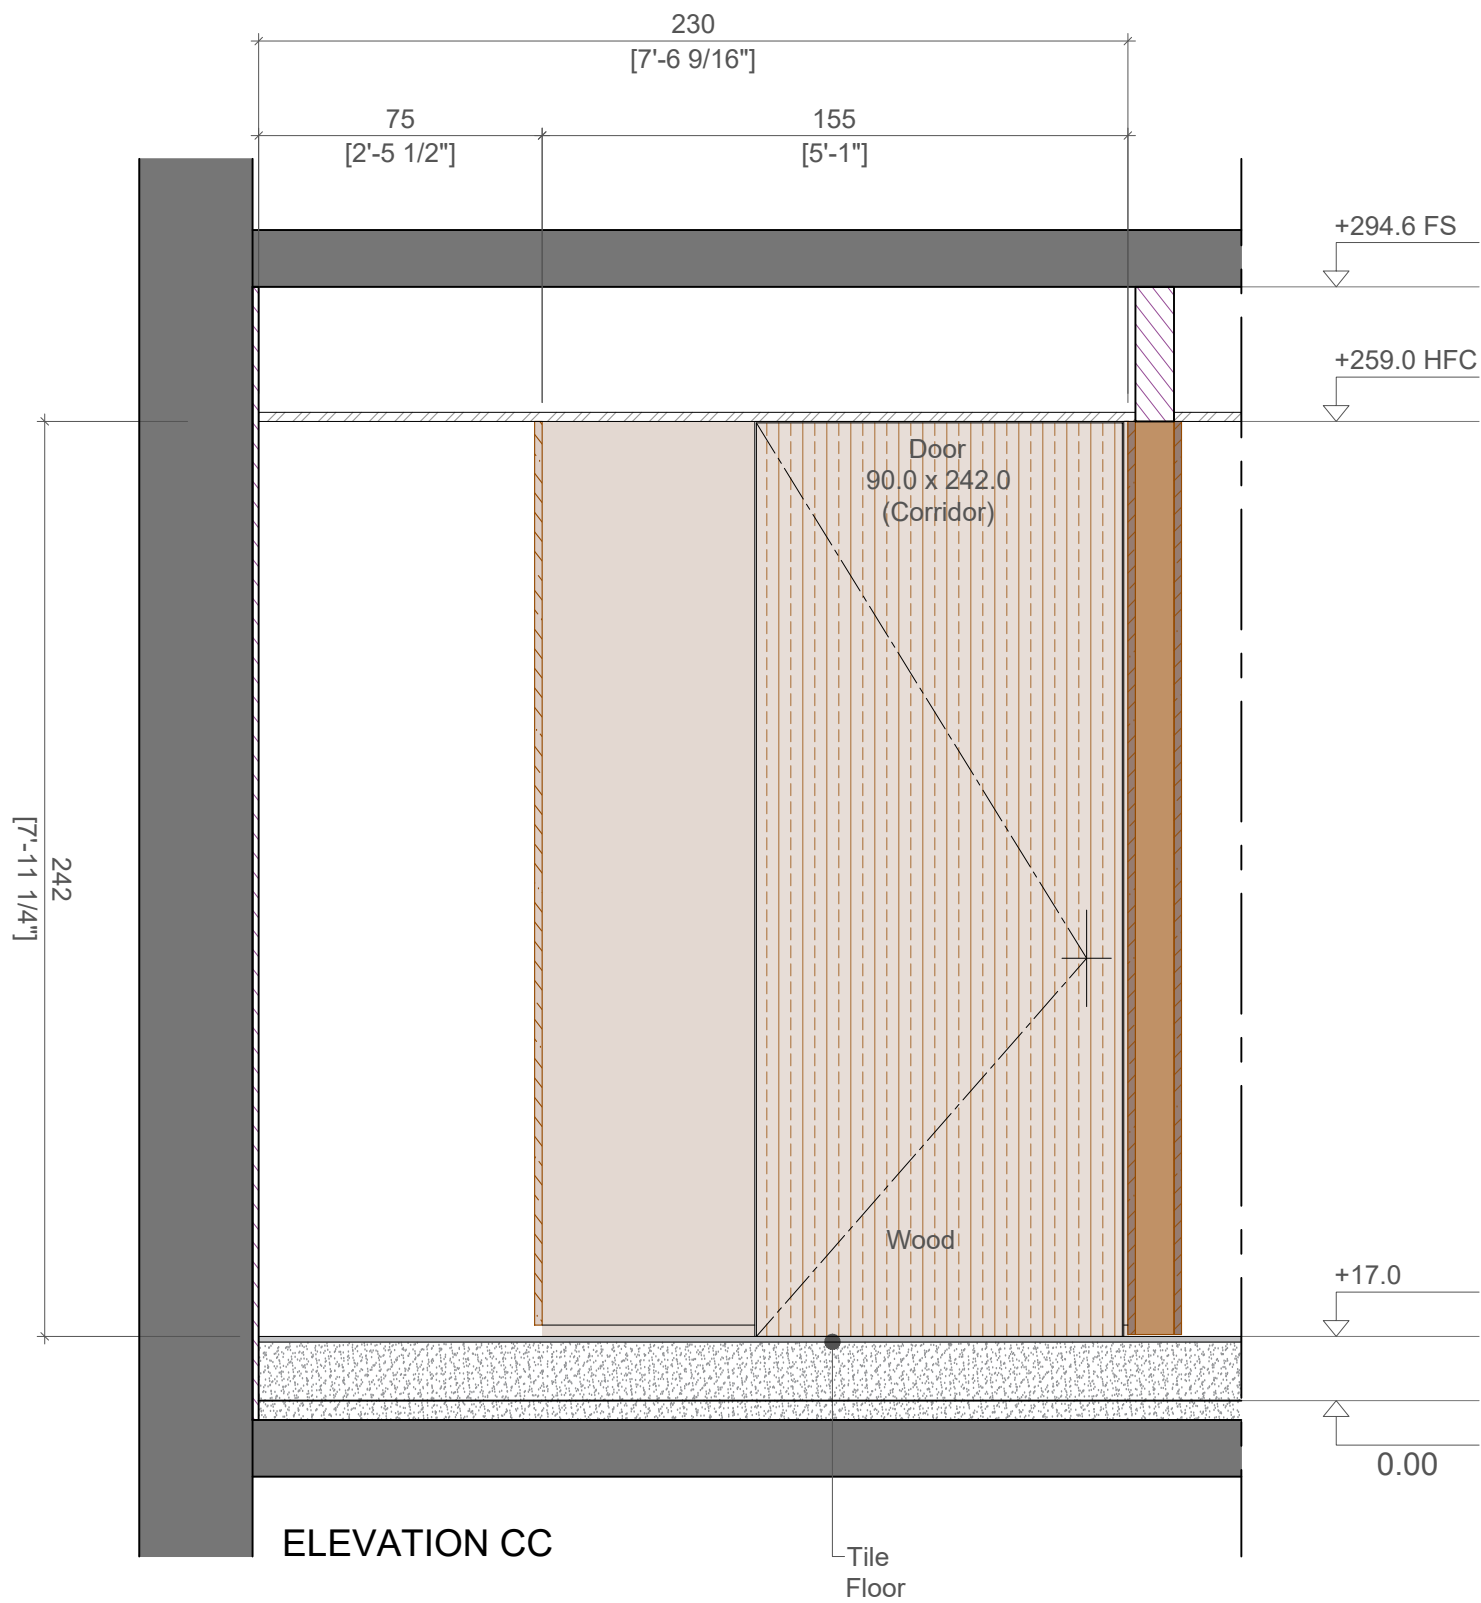 230
[7'-6 9/16"]
75
[2'-5 1/2"]
155
[5'-1"]
+294.6 FS
+259.0 HFC
Door
90.0 x 242.0
(Corridor)
242
[7'-11 1/4"]
Wood
+17.0
0.00
ELEVATION CC
Tile
Floor